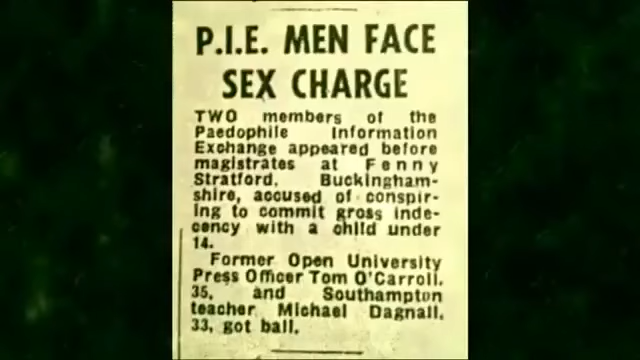 P.I.E. MEN FACE
SEX CHARGE
TWO members of the
Paedophile Information
Exchange appeared before
magistrates at Fenny
Stratford, Buckingham-
shire, accused of conspir-
ing to commit gross inde-
cency with a child under
14.
Former Open University
Press Officer Tom O'Carroll,
35, and Southampton
teacher Michael Dagnall,
33, got bail.